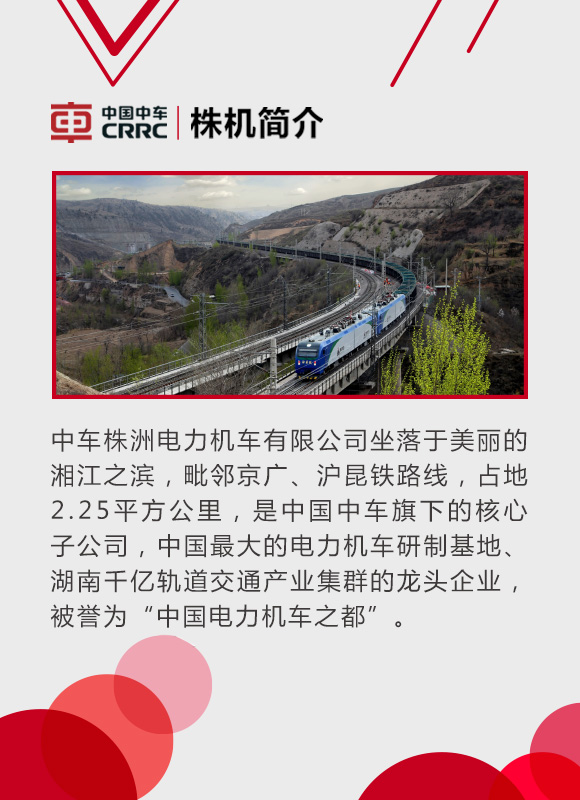 中国中车
CRRC
株机简介
中车株洲电力机车有限公司坐落于美丽的
湘江之滨，毗邻京广、沪昆铁路线，占地
2.25平方公里，是中国中车旗下的核心
子公司，中国最大的电力机车研制基地、
湖南千亿轨道交通产业集群的龙头企业，
被誉为“中国电力机车之都”。